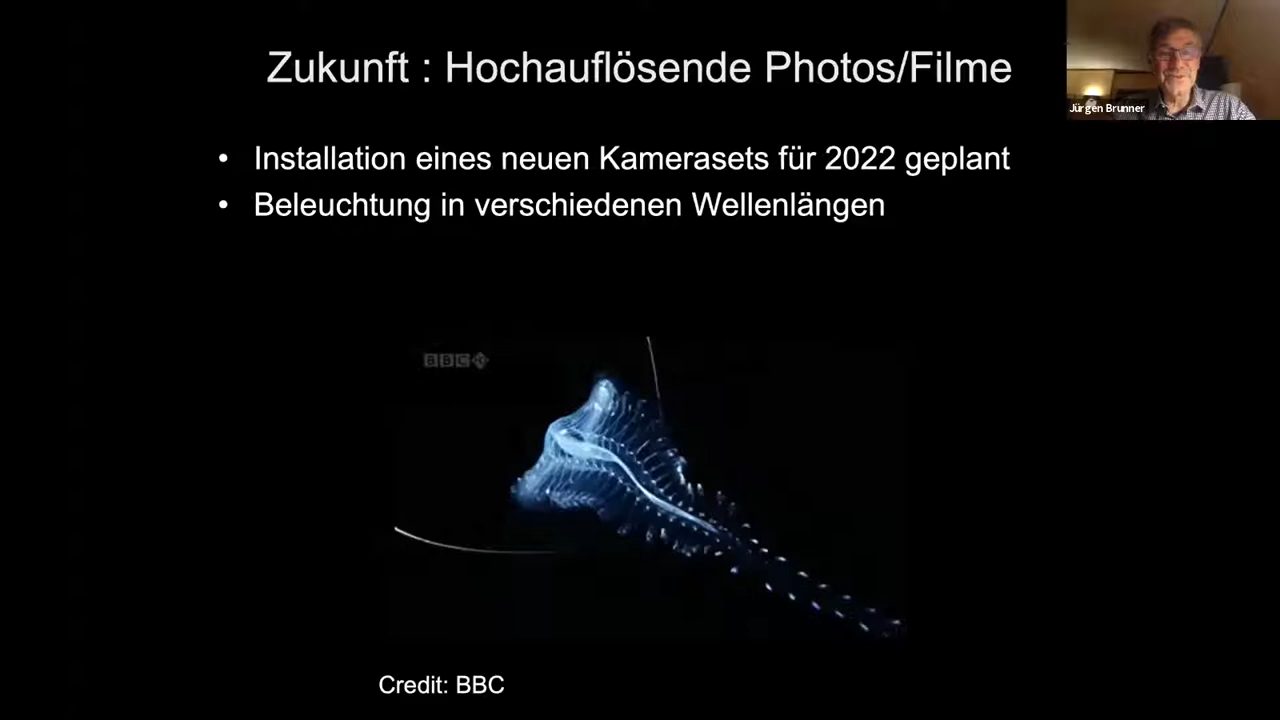 Zukunft : Hochauflösende Photos/Filme
Jürgen Brunner
• Installation eines neuen Kamerasets für 2022 geplant
• Beleuchtung in verschiedenen Wellenlängen
BBC HD
Credit: BBC